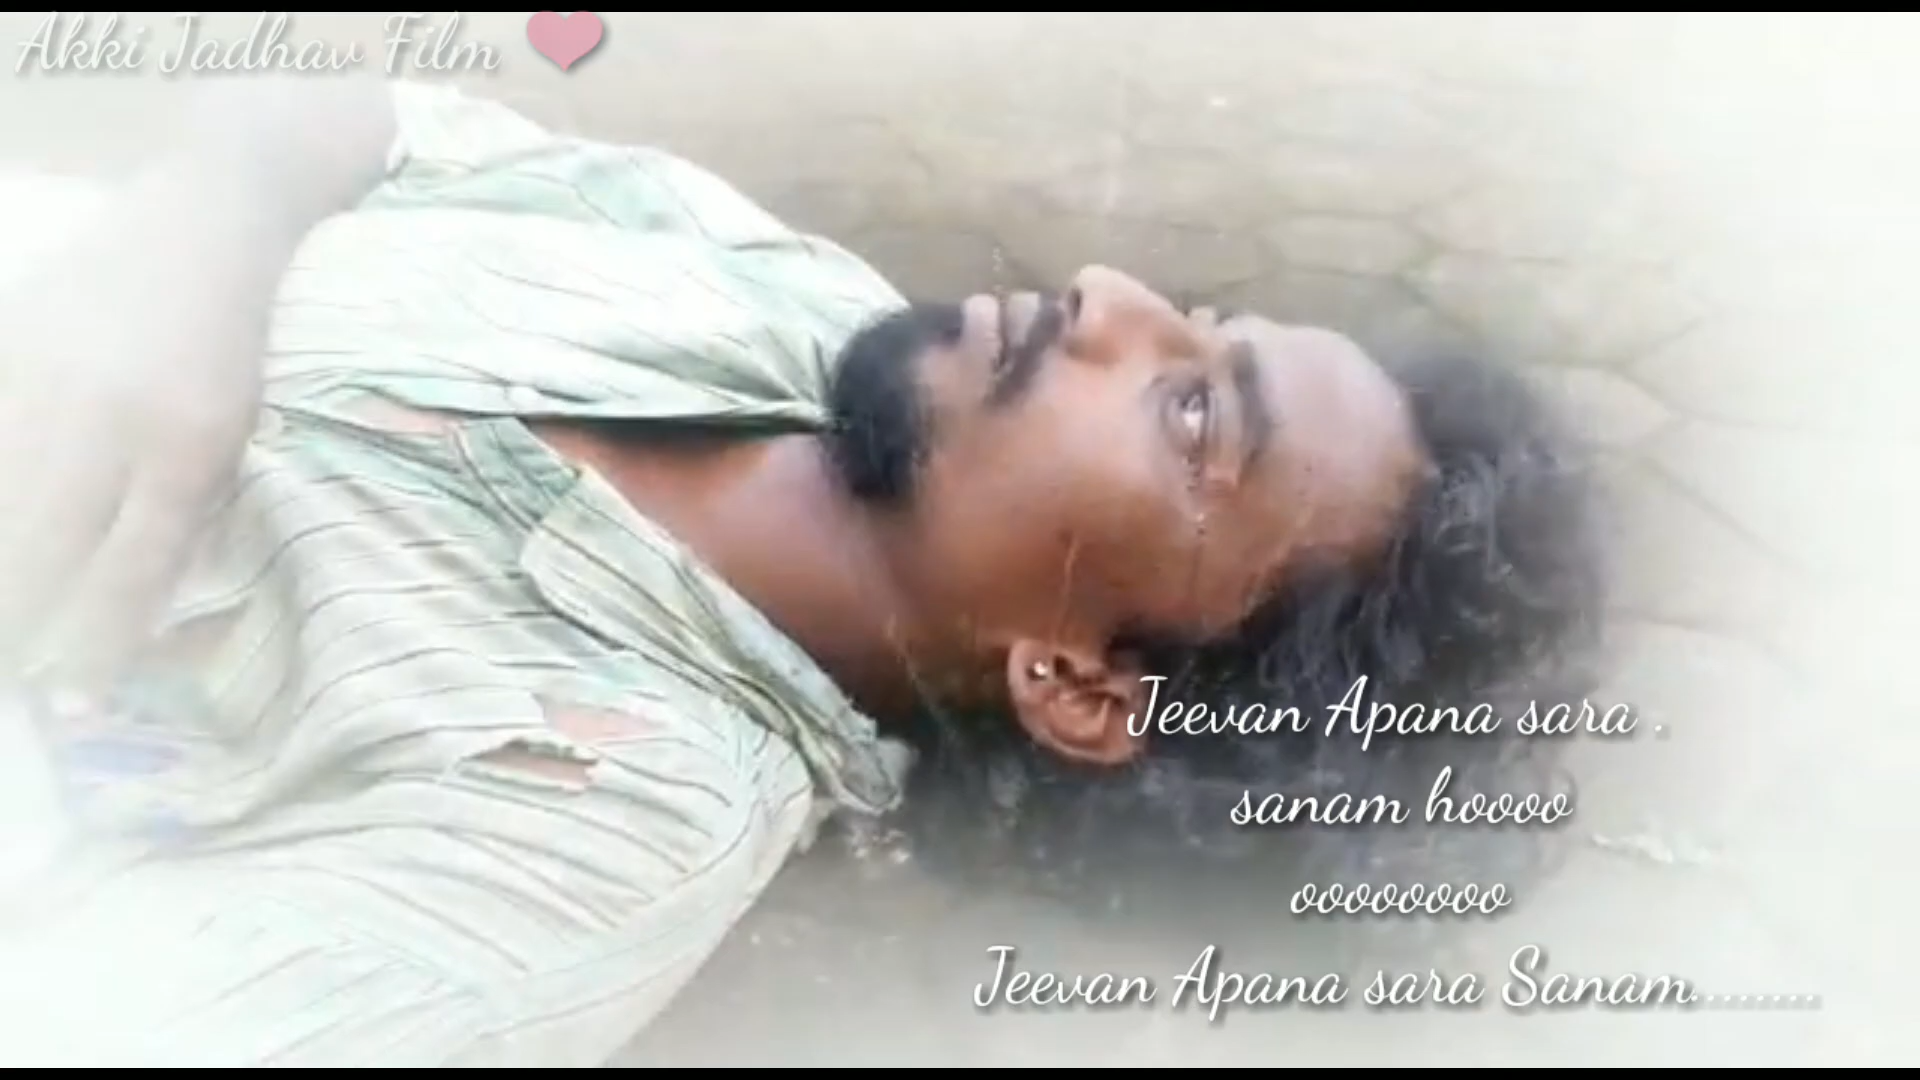 Akki Jadhav Film ❤
Jeevan Apana sara .
sanam hoooo
oooooooo
Jeevan Apana sara Sanam........